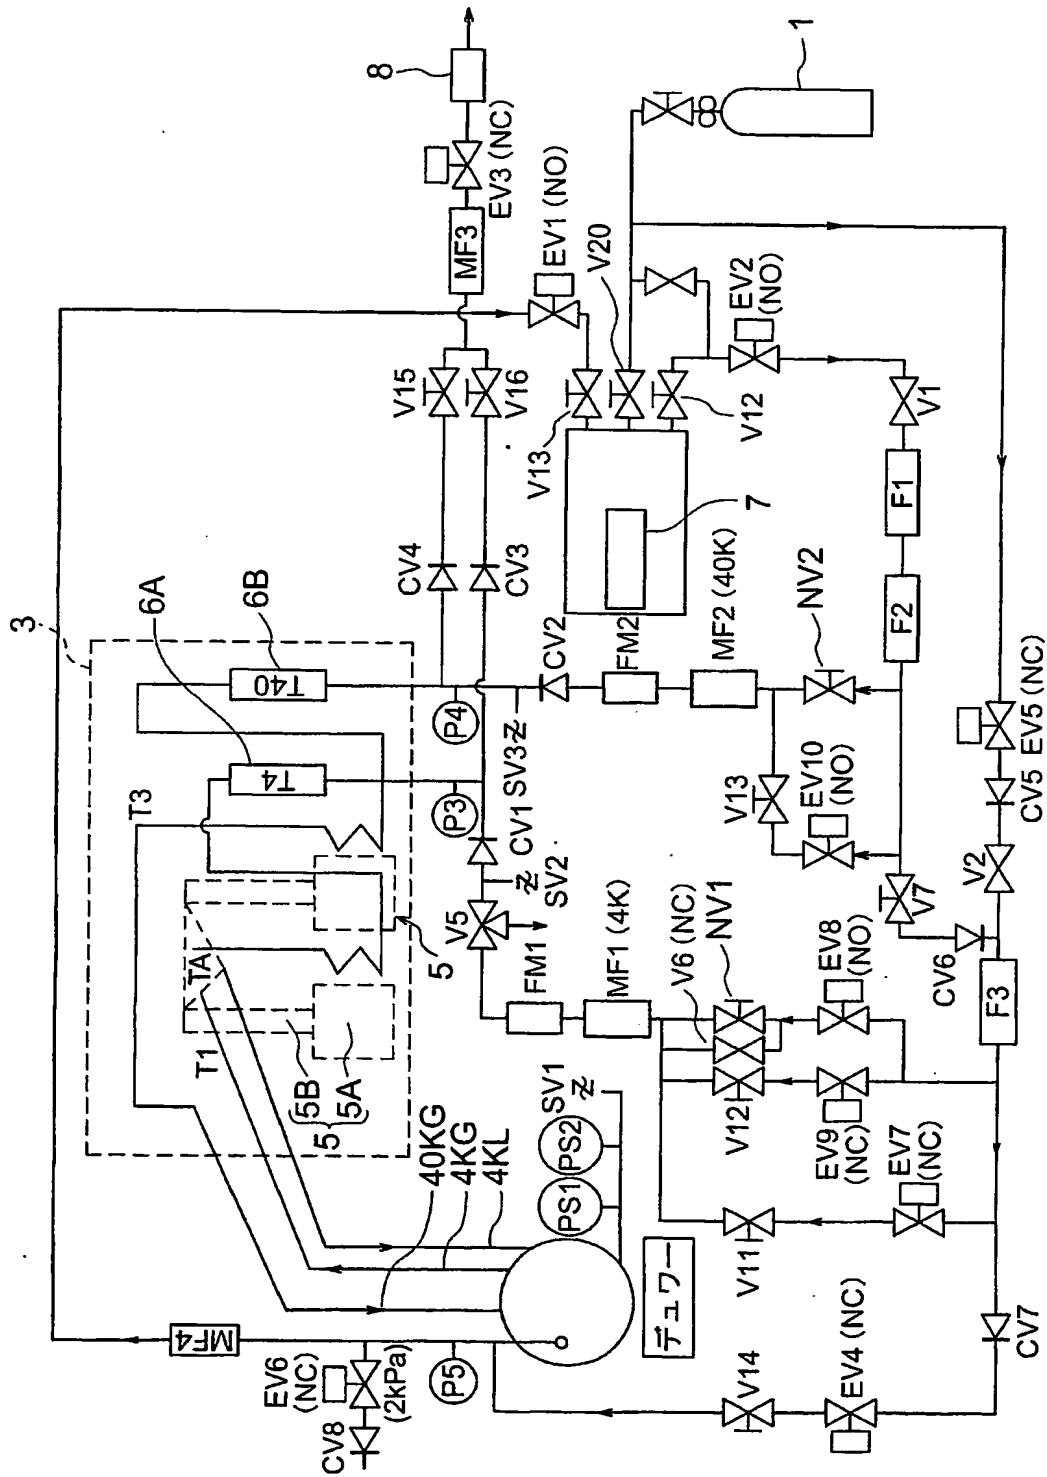 8
EV3 (NC)
MF3
1
EV1 (NO)
V20
EV2
(NO)
V15
V16
V13
V12
V1
7
F1
CV4
CV3
3
6A
6B
T40
T4
P4
P3
SV3
CV2
FM2
MF2 (40K)
NV2
F2
V13
EV10
(NO)
EV5 (NC)
CV5
V2
V7
CV6
F3
T3
TA
T1
5
5B
5A
5
CV1
SV2
V5
FM1
MF1 (4K)
V6 (NC)
NV1
EV8
(NO)
V12
EV9
(NC)
EV7
(NC)
V11
40KG
4KG
4KL
SV1
PS2
PS1
デュワー
MF4
EV6
(NC)
(2kPa)
CV8
P5
V14
EV4 (NC)
CV7